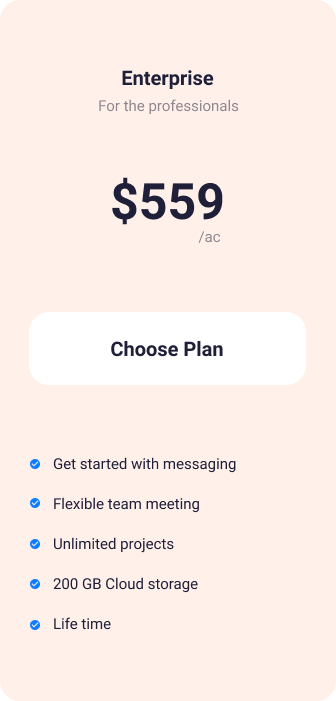 Enterprise
For the professionals
$559
/ac
Choose Plan
Get started with messaging
Flexible team meeting
Unlimited projects
200 GB Cloud storage
Life time